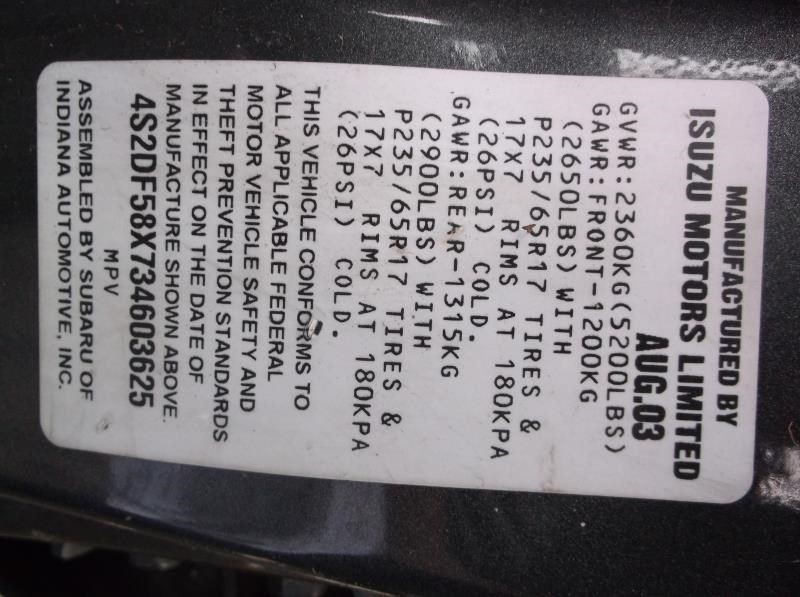 MANUFACTURED BY
ISUZU MOTORS LIMITED
AUG.03
GVWR:2360KG(5200LBS)
GAWR:FRONT-1200KG
(2650LBS) WITH
P235/65R17 TIRES &
17X7 RIMS AT 180KPA
(26PSI) COLD.
GAWR:REAR-1315KG
(2900LBS) WITH
P235/65R17 TIRES &
17X7 RIMS AT 180KPA
(26PSI) COLD.
THIS VEHICLE CONFORMS TO
ALL APPLICABLE FEDERAL
MOTOR VEHICLE SAFETY AND
THEFT PREVENTION STANDARDS
IN EFFECT ON THE DATE OF
MANUFACTURE SHOWN ABOVE.
4S2DF58X734603625
MPV
ASSEMBLED BY SUBARU OF
INDIANA AUTOMOTIVE, INC.